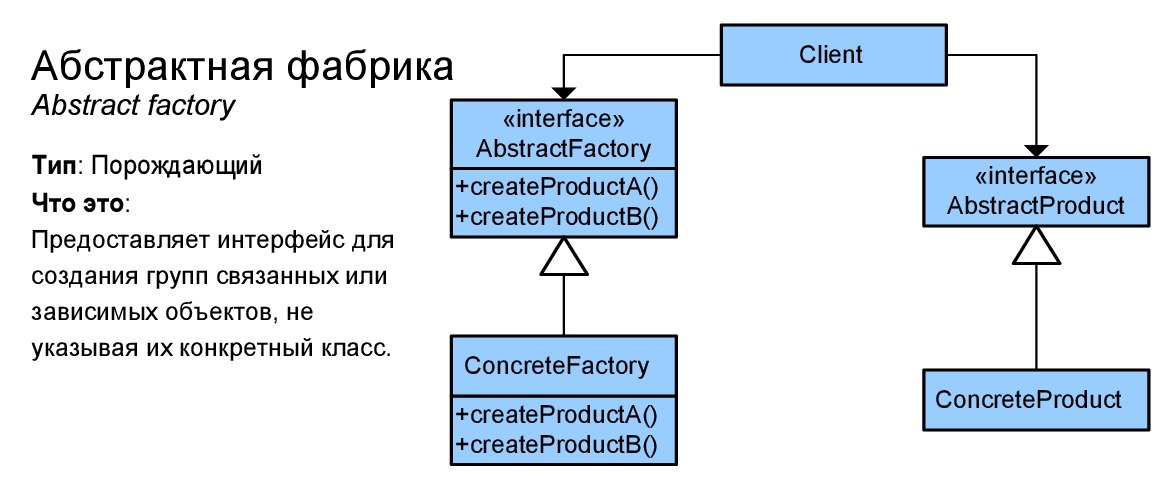 Абстрактная фабрика
Abstract factory
Тип: Порождающий
Что это:
Предоставляет интерфейс для
создания групп связанных или
зависимых объектов, не
указывая их конкретный класс.
Client
«interface»
AbstractFactory
+createProductA()
+createProductB()
«interface»
AbstractProduct
ConcreteFactory
+createProductA()
+createProductB()
ConcreteProduct